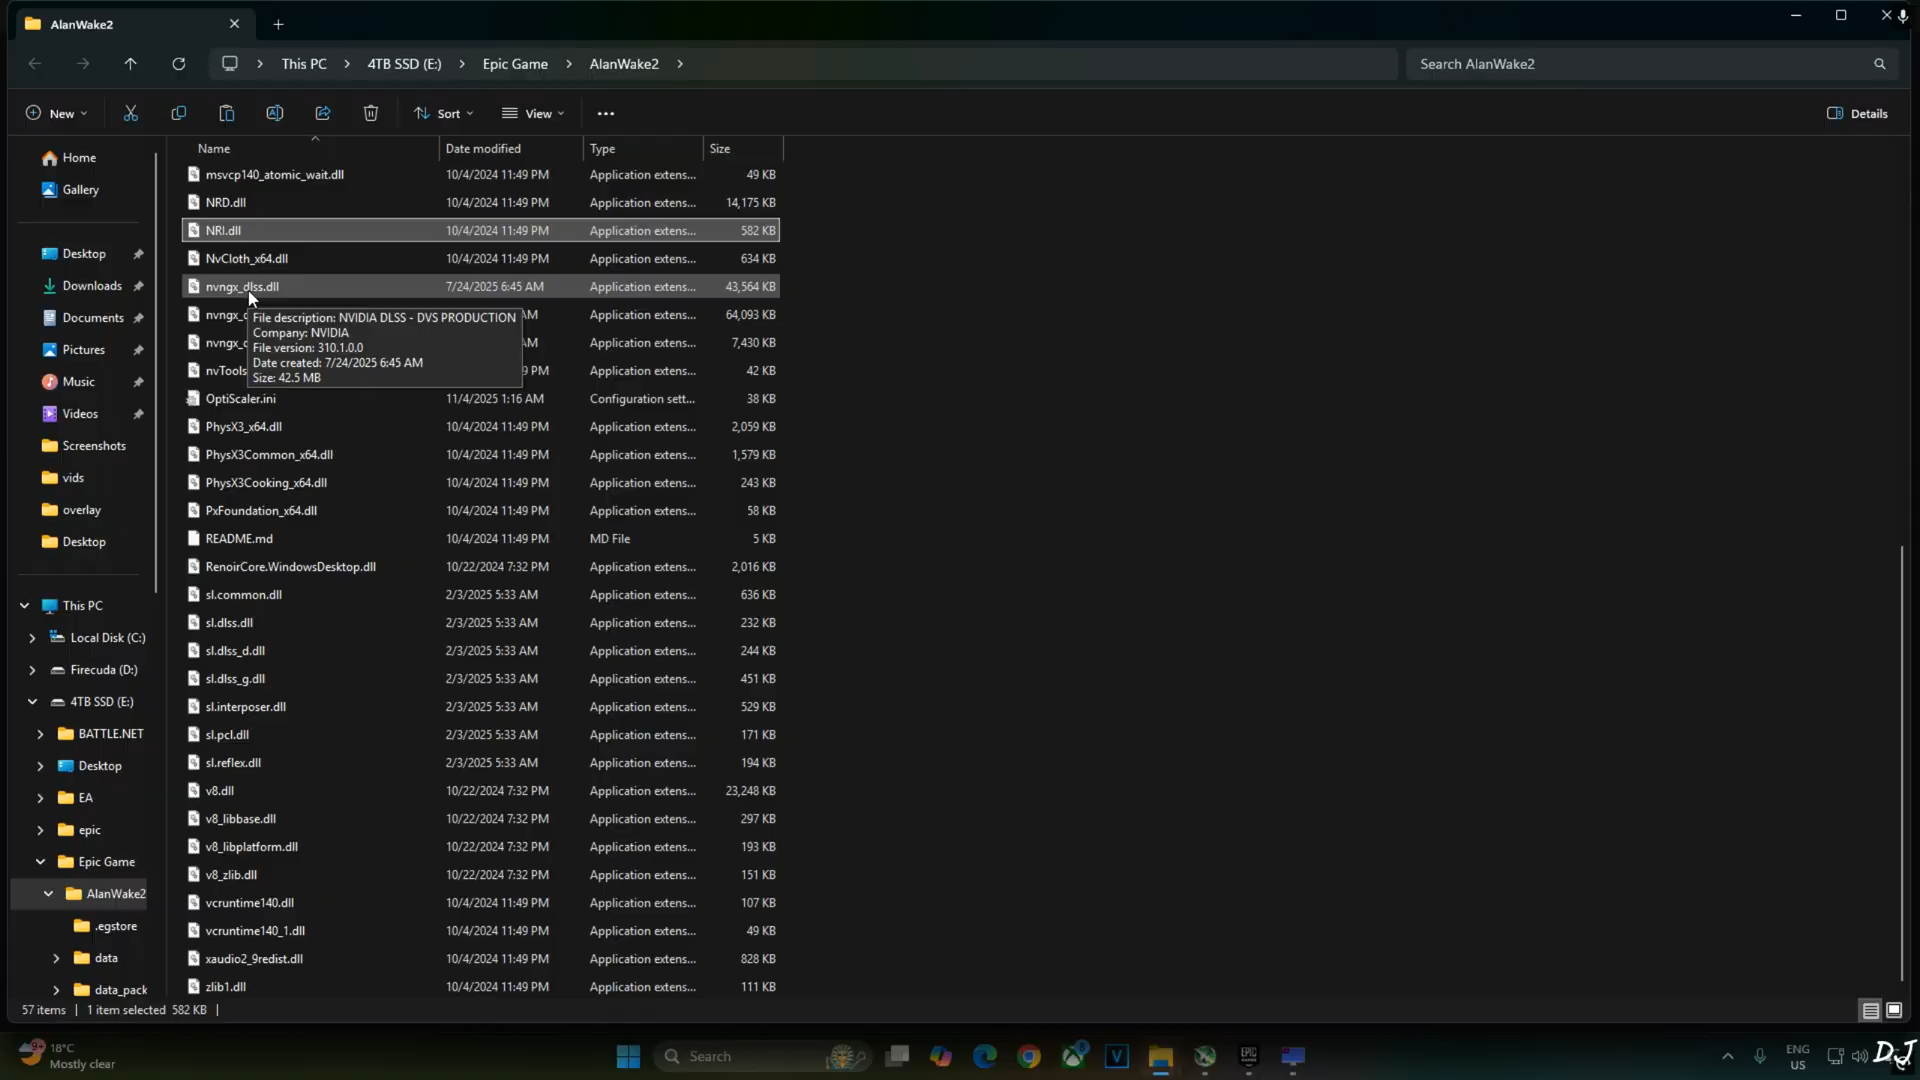 AlanWake2
This PC
4TB SSD (E:)
Epic Game
AlanWake2
Search AlanWake2
New
Sort
View
Details
Name Date modified Type Size
msvcp140_atomic_wait.dll 10/4/2024 11:49 PM Application extens... 49 KB
NRD.dll 10/4/2024 11:49 PM Application extens... 14,175 KB
NRI.dll 10/4/2024 11:49 PM Application extens... 582 KB
NvCloth_x64.dll 10/4/2024 11:49 PM Application extens... 634 KB
nvngx_dlss.dll 7/24/2025 6:45 AM Application extens... 43,564 KB
nvngx_d AM Application extens... 64,093 KB
nvngx_d AM Application extens... 7,430 KB
nvTools 9 PM Application extens... 42 KB
File description: NVIDIA DLSS - DVS PRODUCTION
Company: NVIDIA
File version: 310.1.0.0
Date created: 7/24/2025 6:45 AM
Size: 42.5 MB
OptiScaler.ini 11/4/2025 1:16 AM Configuration sett... 38 KB
PhysX3_x64.dll 10/4/2024 11:49 PM Application extens... 2,059 KB
PhysX3Common_x64.dll 10/4/2024 11:49 PM Application extens... 1,579 KB
PhysX3Cooking_x64.dll 10/4/2024 11:49 PM Application extens... 243 KB
PxFoundation_x64.dll 10/4/2024 11:49 PM Application extens... 58 KB
README.md 10/4/2024 11:49 PM MD File 5 KB
RenoirCore.WindowsDesktop.dll 10/22/2024 7:32 PM Application extens... 2,016 KB
sl.common.dll 2/3/2025 5:33 AM Application extens... 636 KB
sl.dlss.dll 2/3/2025 5:33 AM Application extens... 232 KB
sl.dlss_d.dll 2/3/2025 5:33 AM Application extens... 244 KB
sl.dlss_g.dll 2/3/2025 5:33 AM Application extens... 451 KB
sl.interposer.dll 2/3/2025 5:33 AM Application extens... 529 KB
sl.pcl.dll 2/3/2025 5:33 AM Application extens... 171 KB
sl.reflex.dll 2/3/2025 5:33 AM Application extens... 194 KB
v8.dll 10/22/2024 7:32 PM Application extens... 23,248 KB
v8_libbase.dll 10/22/2024 7:32 PM Application extens... 297 KB
v8_libplatform.dll 10/22/2024 7:32 PM Application extens... 193 KB
v8_zlib.dll 10/22/2024 7:32 PM Application extens... 151 KB
vcruntime140.dll 10/4/2024 11:49 PM Application extens... 107 KB
vcruntime140_1.dll 10/4/2024 11:49 PM Application extens... 49 KB
xaudio2_9redist.dll 10/4/2024 11:49 PM Application extens... 828 KB
zlib1.dll 10/4/2024 11:49 PM Application extens... 111 KB
Home
Gallery
Desktop
Downloads
Documents
Pictures
Music
Videos
Screenshots
vids
overlay
Desktop
This PC
Local Disk (C:)
Firecuda (D:)
4TB SSD (E:)
BATTLE.NET
Desktop
EA
epic
Epic Game
AlanWake2
.egstore
data
data_pack
57 items 1 item selected 582 KB
18°C
Mostly clear
Search
V
EPIC
ENG
US
DJ